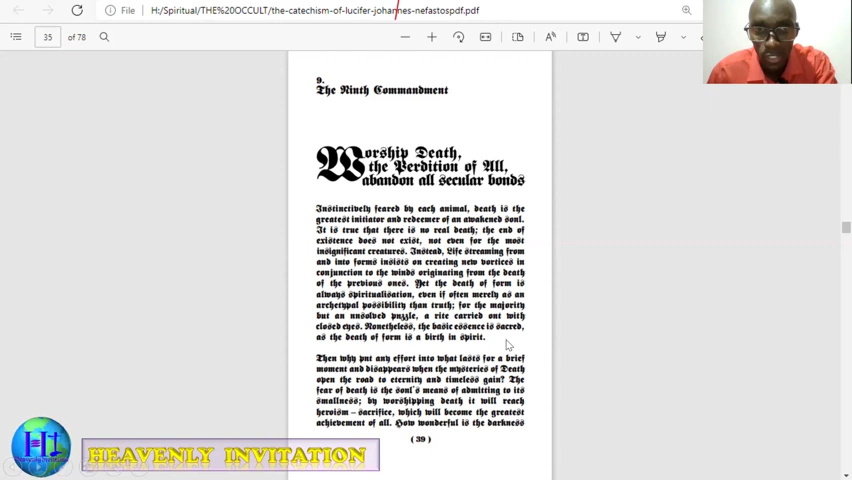 H:/Spiritual/THE%20OCCULT/the-catechism-of-lucifer-johannes-nefastospdf.pdf
35 of 78
9.
The Ninth Commandment
Worship Death,
the Perdition of All,
abandon all secular bonds
Instinctively feared by each animal, death is the
greatest initiator and redeemer of an awakened soul.
It is true that there is no real death; the end of
existence does not exist, not even for the most
insignificant creatures. Instead, Life streaming from
and into forms insists on creating new vortices in
conjunction to the winds originating from the death
of the previous ones. Yet the death of form is
always spiritualisation, even if often merely as an
archetypal possibility than truth; for the majority
but an unsolved puzzle, a rite carried out with
closed eyes. Nonetheless, the basic essence is sacred,
as the death of form is a birth in spirit.
Then why put any effort into what lasts for a brief
moment and disappears when the mysteries of Death
open the road to eternity and timeless gain? The
fear of death is the soul's means of admitting to its
smallness; by worshipping death it will reach
heroism – sacrifice, which will become the greatest
achievement of all. How wonderful is the darkness
( 39 )
HEAVENLY INVITATION